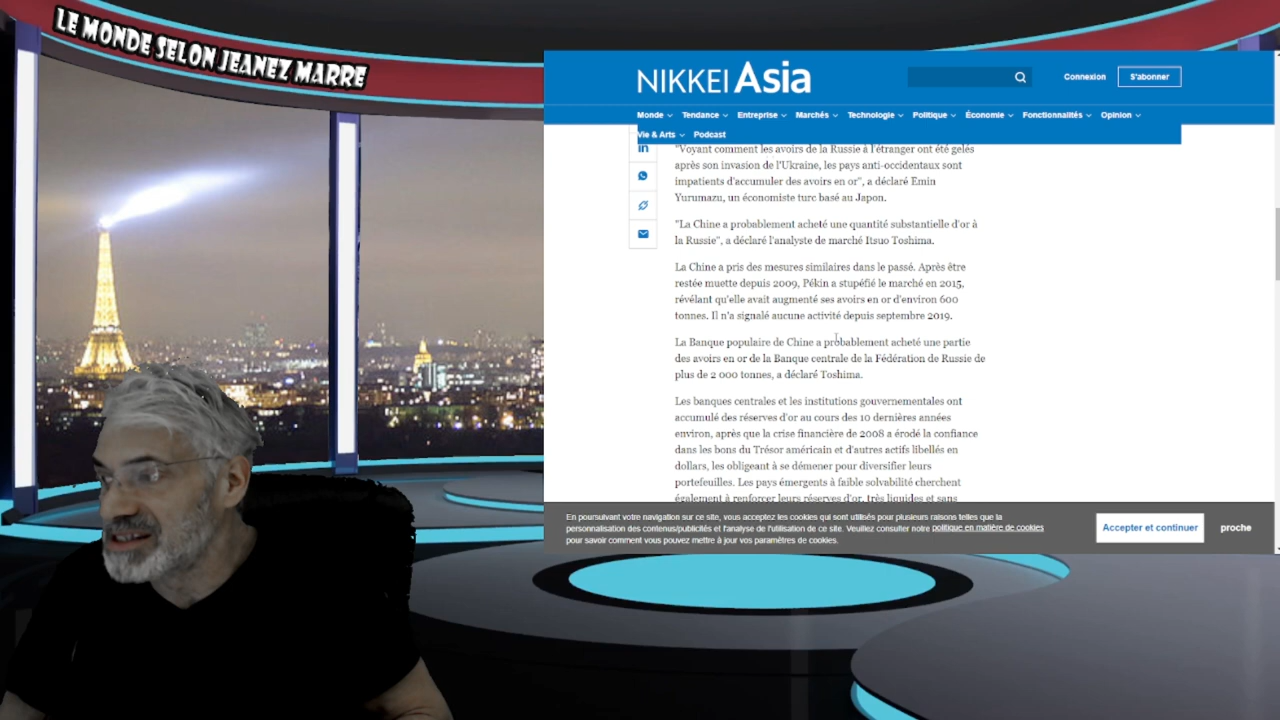 LE MONDE SELON JEANEZ MARRE
NIKKEI Asia
Connexion
S'abonner
Monde Tendance Entreprise Marchés Technologie Politique Économie Fonctionnalités Opinion
Vie & Arts Podcast
"Voyant comment les avoirs de la Russie à l'étranger ont été gelés
après son invasion de l'Ukraine, les pays anti-occidentaux sont
impatients d'accumuler des avoirs en or", a déclaré Emin
Yurumazu, un économiste turc basé au Japon.
"La Chine a probablement acheté une quantité substantielle d'or à
la Russie", a déclaré l'analyste de marché Itsuo Toshima.
La Chine a pris des mesures similaires dans le passé. Après être
restée muette depuis 2009, Pékin a stupéfié le marché en 2015,
révélant qu'elle avait augmenté ses avoirs en or d'environ 600
tonnes. Il n'a signalé aucune activité depuis septembre 2019.
La Banque populaire de Chine a probablement acheté une partie
des avoirs en or de la Banque centrale de la Fédération de Russie de
plus de 2 000 tonnes, a déclaré Toshima.
Les banques centrales et les institutions gouvernementales ont
accumulé des réserves d'or au cours des 10 dernières années
environ, après que la crise financière de 2008 a érodé la confiance
dans les bons du Trésor américain et d'autres actifs libellés en
dollars, les obligeant à se démener pour diversifier leurs
portefeuilles. Les pays émergents à faible solvabilité cherchent
également à renforcer leurs réserves d'or, très liquides et sans
En poursuivant votre navigation sur ce site, vous acceptez les cookies qui sont utilisés pour plusieurs raisons telles que la
personnalisation des contenus/publicités et l'analyse de l'utilisation de ce site. Veuillez consulter notre politique en matière de cookies
pour savoir comment vous pouvez mettre à jour vos paramètres de cookies.
Accepter et continuer
proche